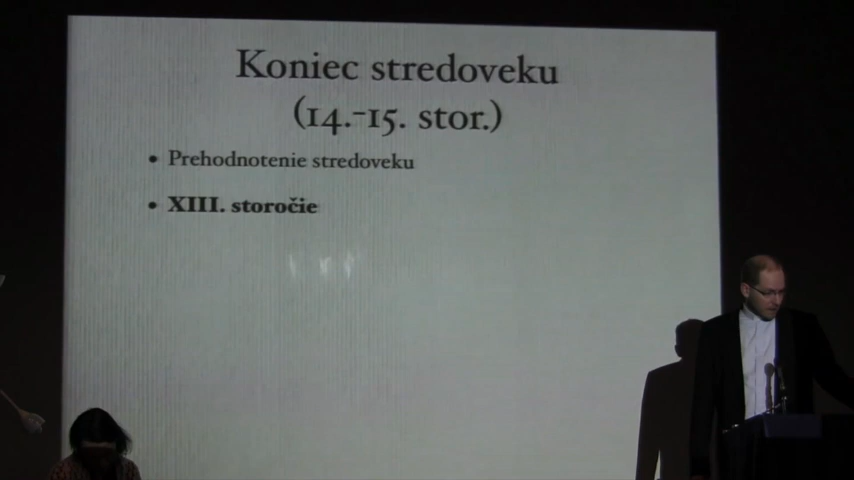 Koniec stredoveku
(14.-15. stor.)
• Prehodnotenie stredoveku
• XIII. storočie